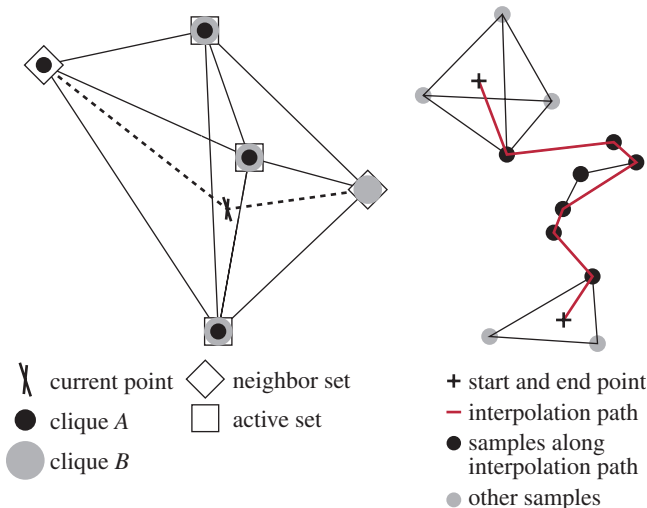 current point
neighbor set
clique A
active set
clique B
start and end point
interpolation path
samples along
interpolation path
other samples